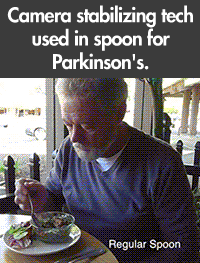 Camera stabilizing tech
used in spoon for
Parkinson's.
Regular Spoon